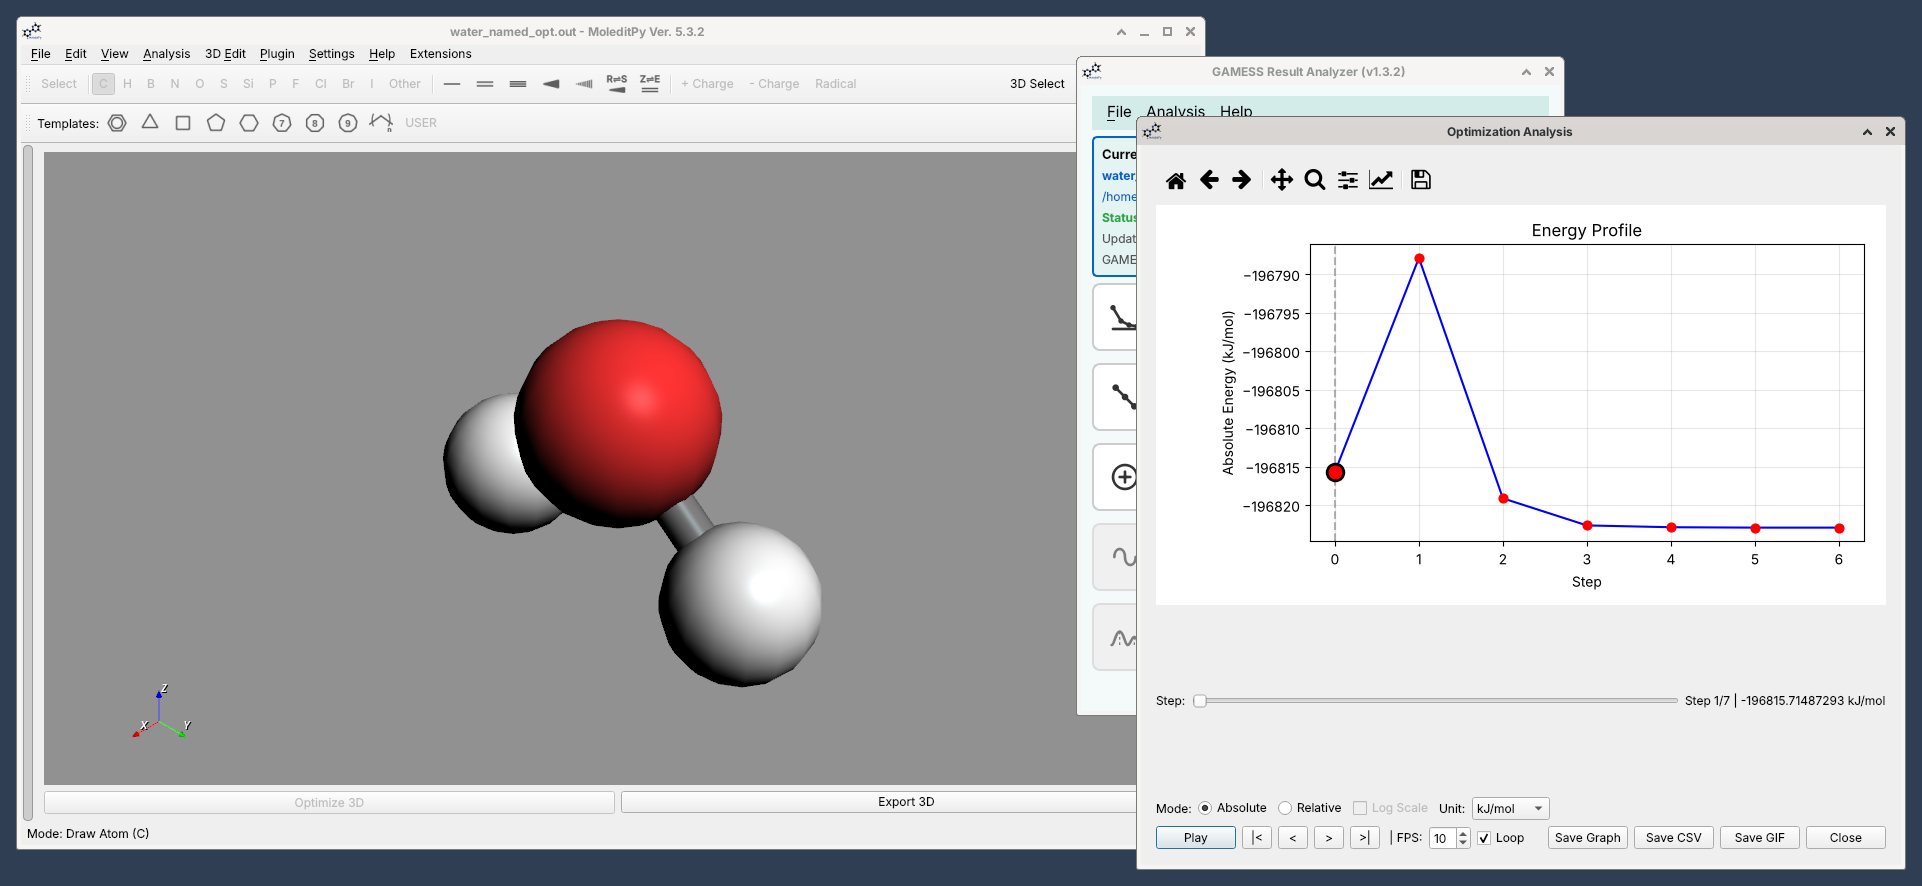 water_named_opt.out - MoleditPy Ver. 5.3.2
File Edit View Analysis 3D Edit Plugin Settings Help Extensions
Select C H B N O S Si P F Cl Br I Other R⇌S Z⇌E + Charge - Charge Radical 3D Select
Templates: 7 8 9 n USER
X Y Z
Optimize 3D Export 3D
Mode: Draw Atom (C)
GAMESS Result Analyzer (v1.3.2)
File Analysis Help
Curre
water_
/home
Status
Updat
GAME
Optimization Analysis
Energy Profile
Absolute Energy (kJ/mol)
−196790
−196795
−196800
−196805
−196810
−196815
−196820
0 1 2 3 4 5 6
Step
Step: Step 1/7 | -196815.71487293 kJ/mol
Mode: Absolute Relative Log Scale Unit: kJ/mol
Play |< < > >| | FPS: 10 Loop Save Graph Save CSV Save GIF Close